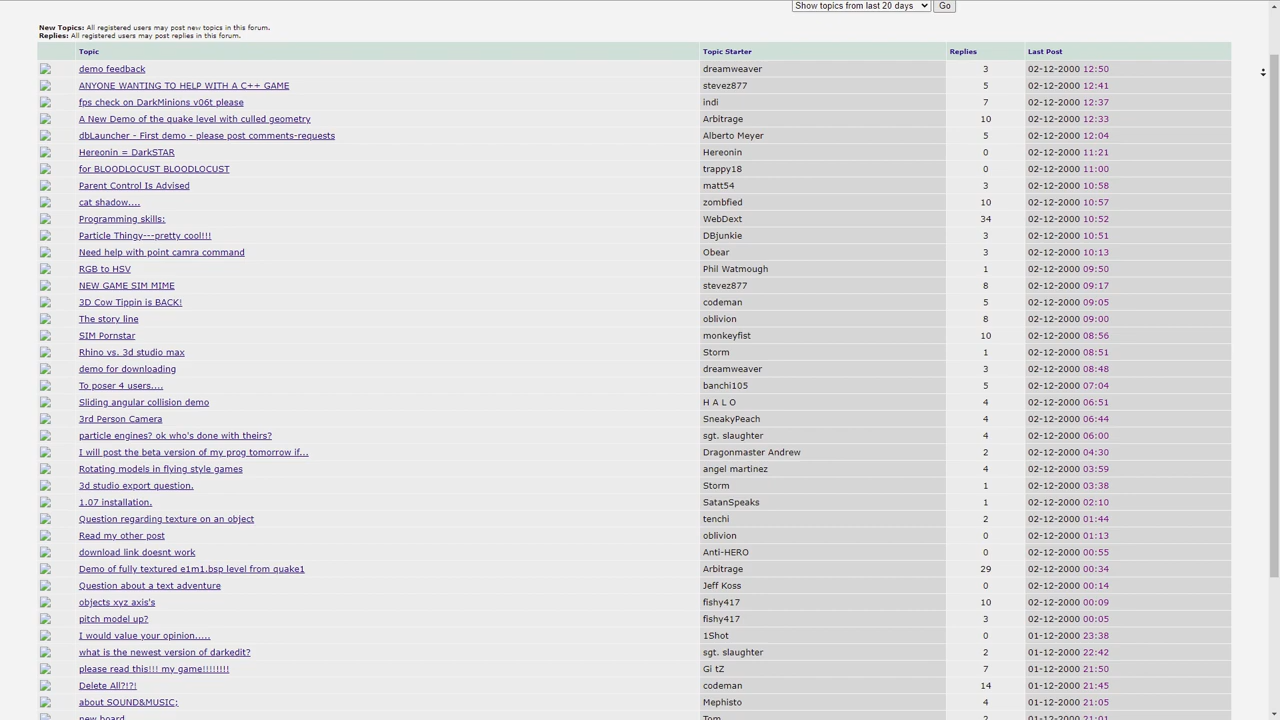 Show topics from last 20 days Go
New Topics: All registered users may post new topics in this forum.
Replies: All registered users may post replies in this forum.
Topic Topic Starter Replies Last Post
demo feedback dreamweaver 3 02-12-2000 12:50
ANYONE WANTING TO HELP WITH A C++ GAME stevez877 5 02-12-2000 12:41
fps check on DarkMinions v06t please indi 7 02-12-2000 12:37
A New Demo of the quake level with culled geometry Arbitrage 10 02-12-2000 12:33
dbLauncher - First demo - please post comments-requests Alberto Meyer 5 02-12-2000 12:04
Hereonin = DarkSTAR Hereonin 0 02-12-2000 11:21
for BLOODLOCUST BLOODLOCUST trappy18 0 02-12-2000 11:00
Parent Control Is Advised matt54 3 02-12-2000 10:58
cat shadow.... zombfied 10 02-12-2000 10:57
Programming skills: WebDext 34 02-12-2000 10:52
Particle Thingy---pretty cool!!! DBjunkie 3 02-12-2000 10:51
Need help with point camra command Obear 3 02-12-2000 10:13
RGB to HSV Phil Watmough 1 02-12-2000 09:50
NEW GAME SIM MIME stevez877 8 02-12-2000 09:17
3D Cow Tippin is BACK! codeman 5 02-12-2000 09:05
The story line oblivion 8 02-12-2000 09:00
SIM Pornstar monkeyfist 10 02-12-2000 08:56
Rhino vs. 3d studio max Storm 1 02-12-2000 08:51
demo for downloading dreamweaver 3 02-12-2000 08:48
To poser 4 users.... banchi105 5 02-12-2000 07:04
Sliding angular collision demo H A L O 4 02-12-2000 06:51
3rd Person Camera SneakyPeach 4 02-12-2000 06:44
particle engines? ok who's done with theirs? sgt. slaughter 4 02-12-2000 06:00
I will post the beta version of my prog tomorrow if... Dragonmaster Andrew 2 02-12-2000 04:30
Rotating models in flying style games angel martinez 4 02-12-2000 03:59
3d studio export question. Storm 1 02-12-2000 03:38
1.07 installation. SatanSpeaks 1 02-12-2000 02:10
Question regarding texture on an object tenchi 2 02-12-2000 01:44
Read my other post oblivion 0 02-12-2000 01:13
download link doesnt work Anti-HERO 0 02-12-2000 00:55
Demo of fully textured e1m1.bsp level from quake1 Arbitrage 29 02-12-2000 00:34
Question about a text adventure Jeff Koss 0 02-12-2000 00:14
objects xyz axis's fishy417 10 02-12-2000 00:09
pitch model up? fishy417 3 02-12-2000 00:05
I would value your opinion..... 1Shot 0 01-12-2000 23:38
what is the newest version of darkedit? sgt. slaughter 2 01-12-2000 22:42
please read this!!! my game!!!!!!!! Gi tZ 7 01-12-2000 21:50
Delete All?!?! codeman 14 01-12-2000 21:45
about SOUND&MUSIC; Mephisto 4 01-12-2000 21:05
new board Tom 2 01-12-2000 21:01